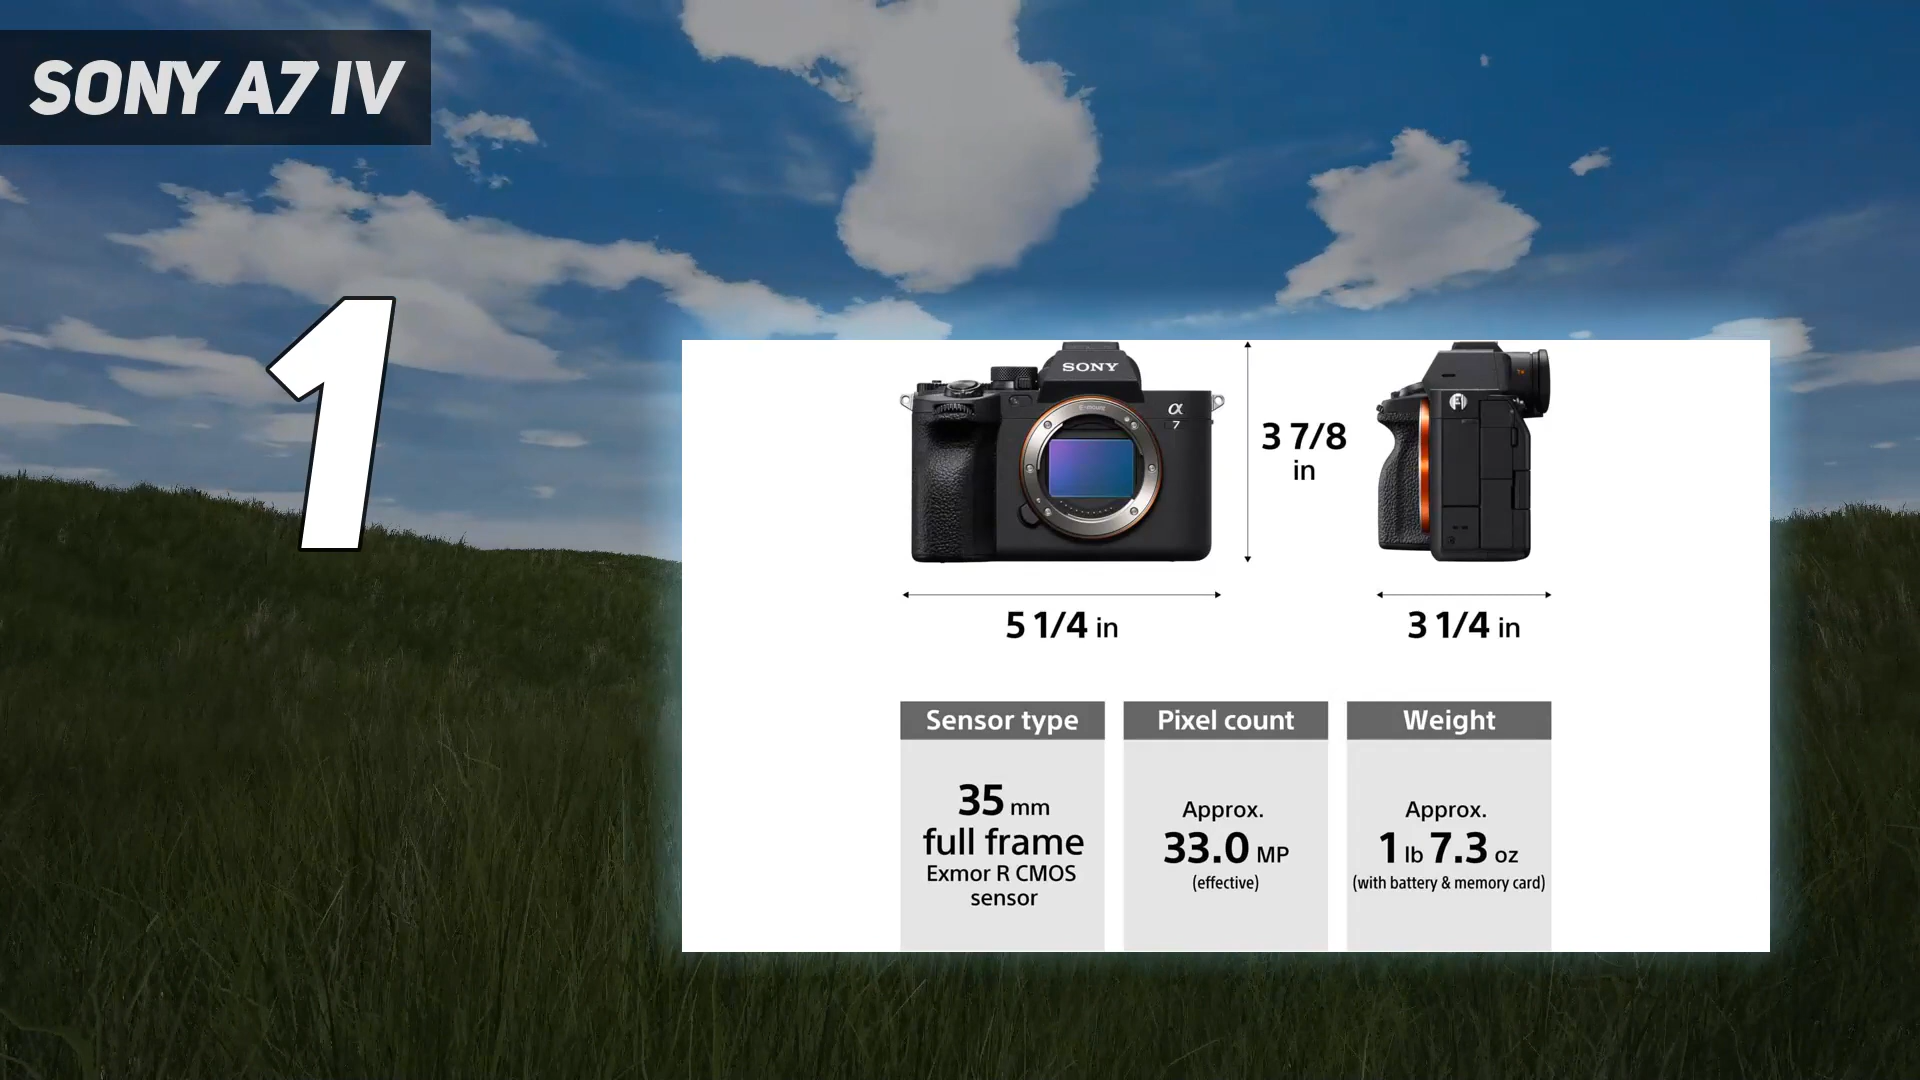 SONY A7 IV
1
SONY
E-mount
α
7
3 7/8
in
5 1/4 in
3 1/4 in
Sensor type
Pixel count
Weight
35 mm
full frame
Exmor R CMOS
sensor
Approx.
33.0 MP
(effective)
Approx.
1 lb 7.3 oz
(with battery & memory card)